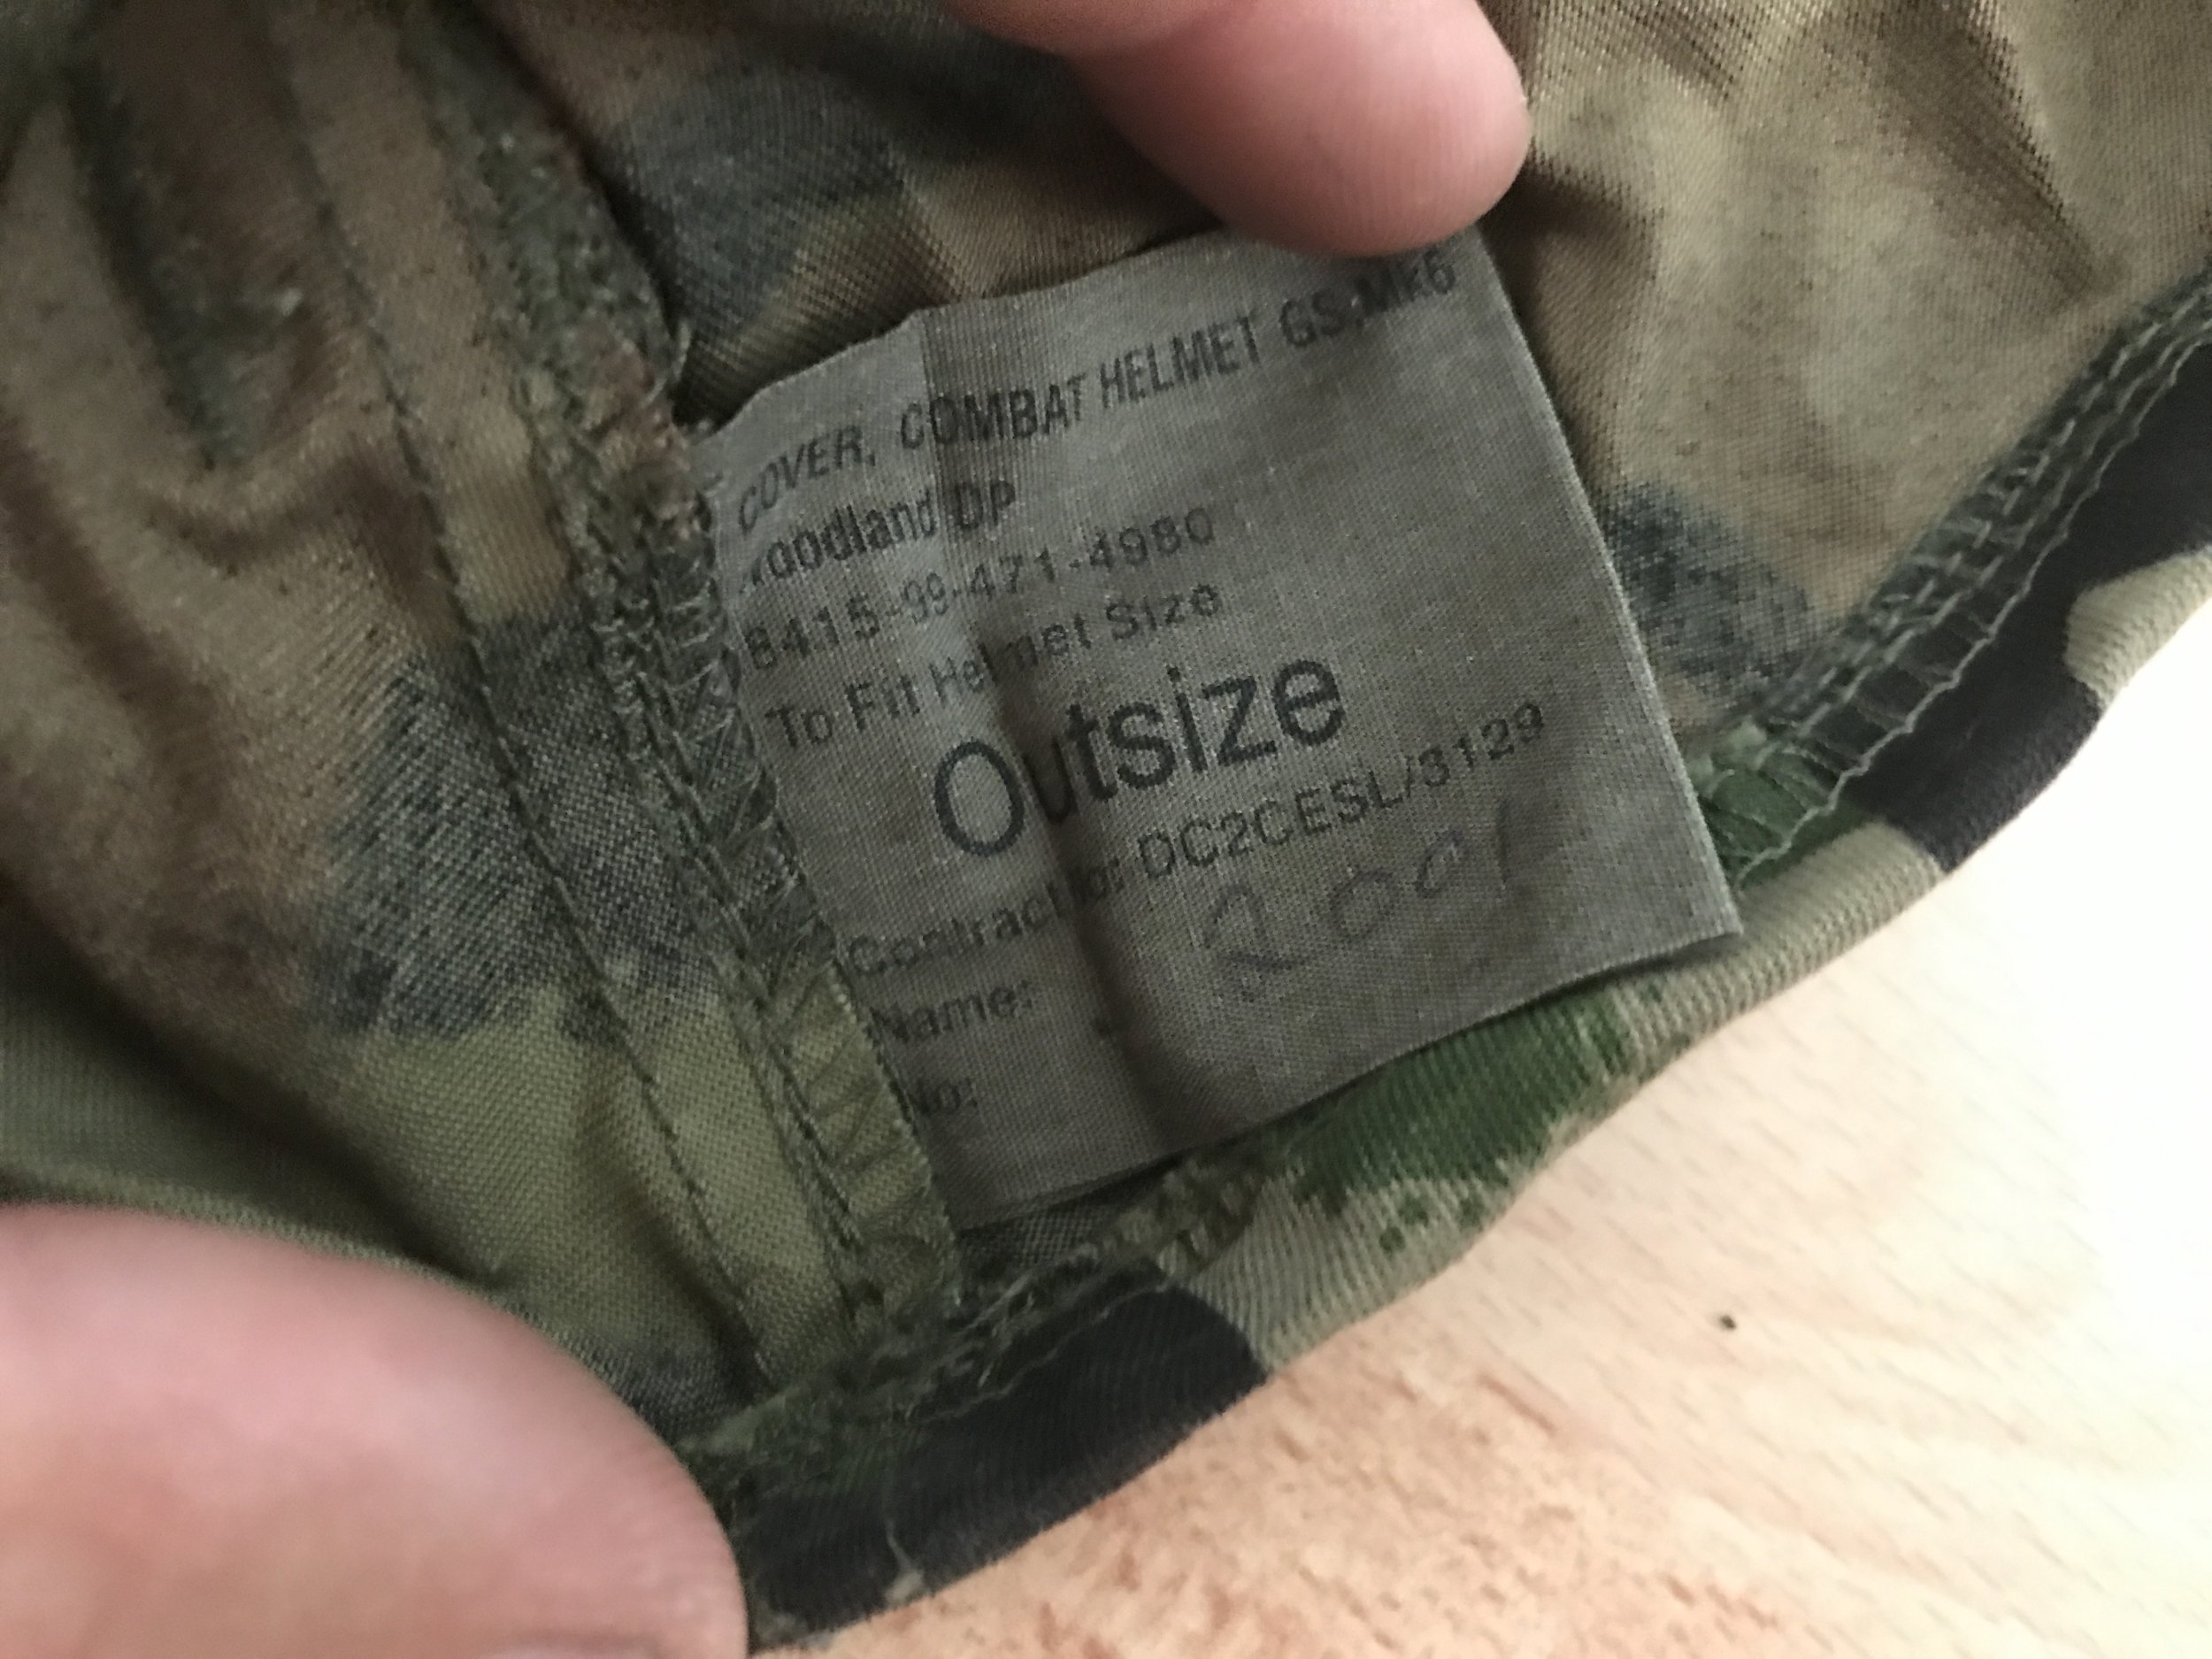 COVER, COMBAT HELMET GS, Mk6
Woodland DP
8415-99-471-4980
To Fit Helmet Size
Outsize
Contract No: DC2CESL/3129
Name:
No: